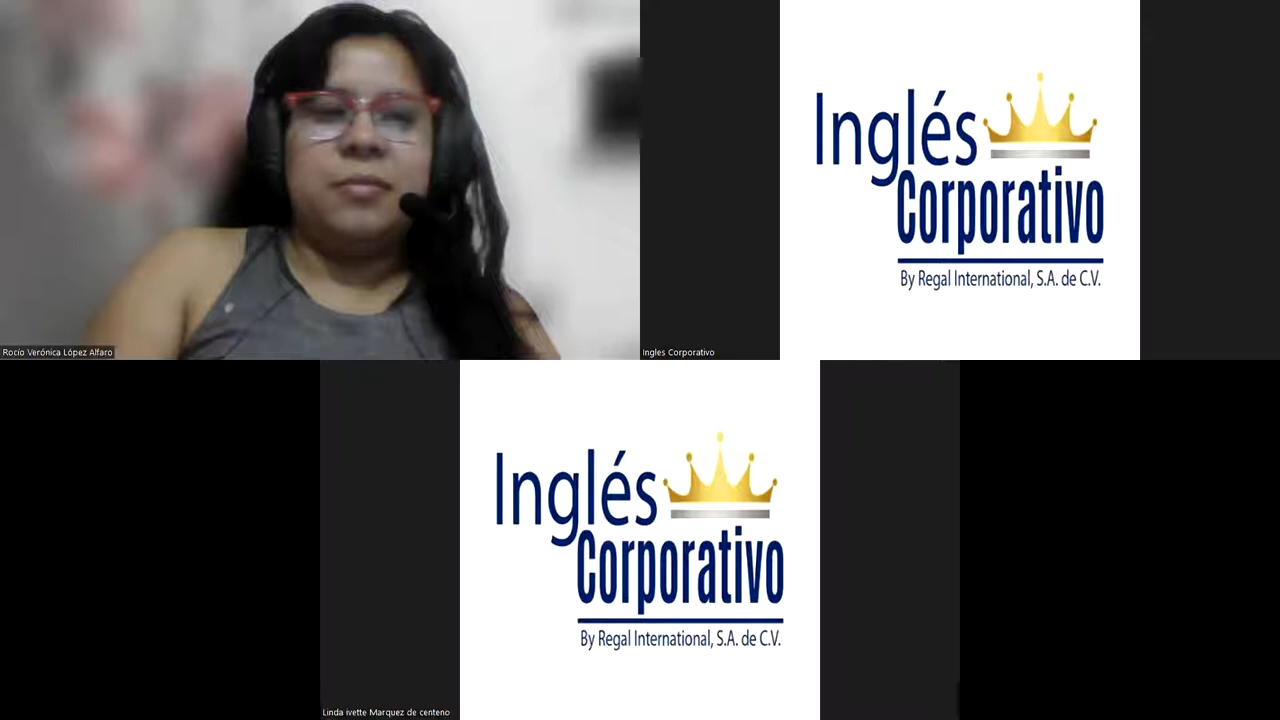 Rocío Verónica López Alfaro
Inglés
Corporativo
By Regal International, S.A. de C.V.
Ingles Corporativo
Inglés
Corporativo
By Regal International, S.A. de C.V.
Linda ivette Marquez de centeno